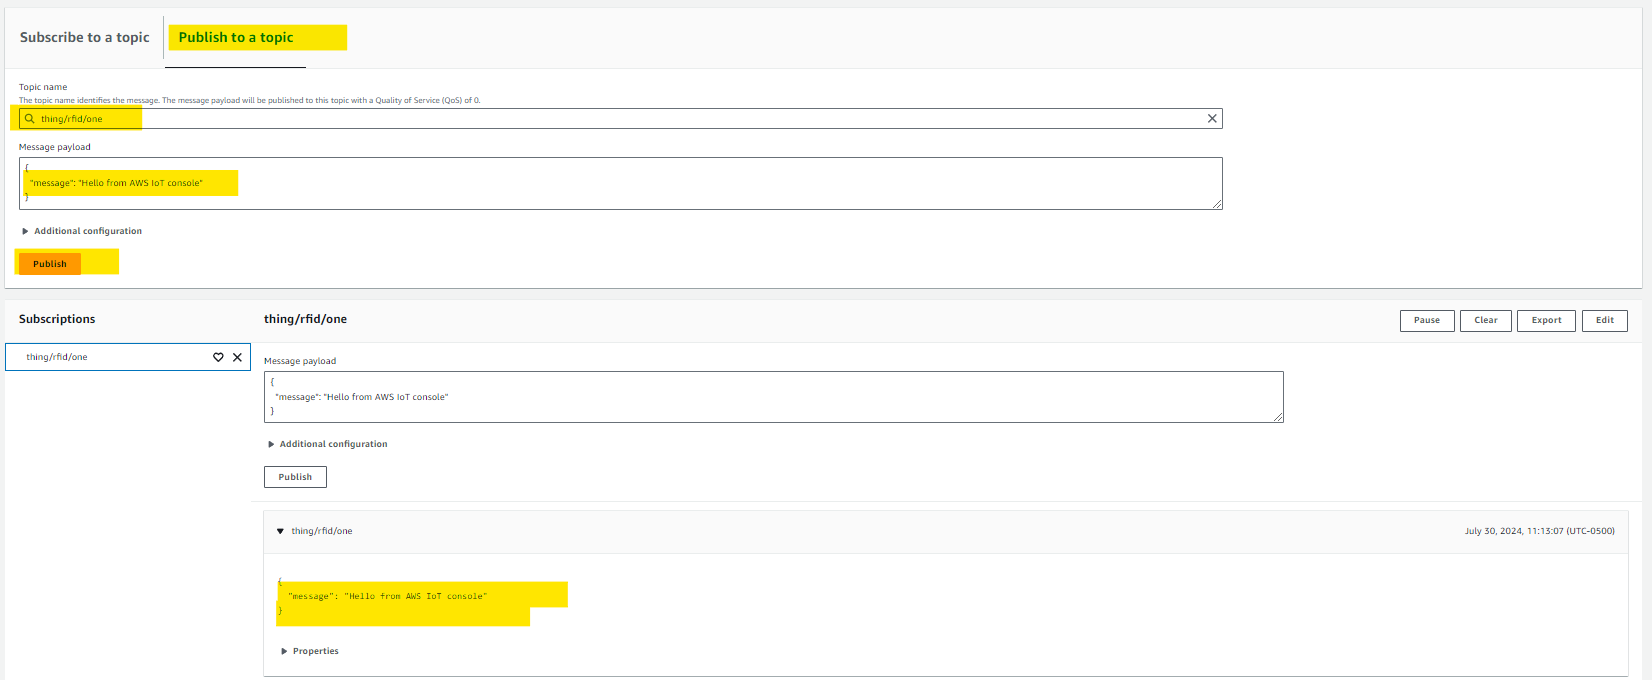 Subscribe to a topic
Publish to a topic
Topic name
The topic name identifies the message. The message payload will be published to this topic with a Quality of Service (QoS) of 0.
thing/rfid/one
Message payload
{
"message": "Hello from AWS IoT console"
}
Additional configuration
Publish
Subscriptions
thing/rfid/one
Pause
Clear
Export
Edit
thing/rfid/one
Message payload
{
"message": "Hello from AWS IoT console"
}
Additional configuration
Publish
thing/rfid/one
July 30, 2024, 11:13:07 (UTC-0500)
{
"message": "Hello from AWS IoT console"
}
Properties